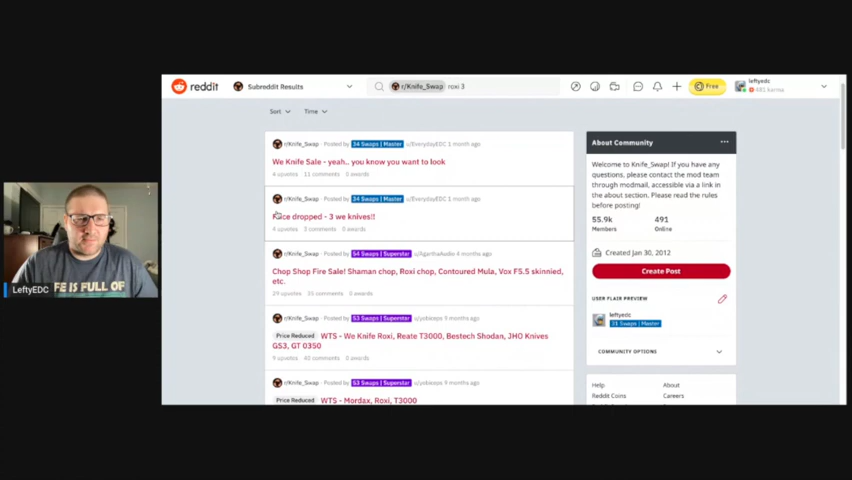 reddit
Subreddit Results
r/Knife_Swap
roxi 3
Free
leftyedc
491 karma
Sort
Time
r/Knife_Swap · Posted by 34 Swaps | Master u/EverydayEDC 1 month ago
We Knife Sale - yeah.. you know you want to look
4 upvotes 11 comments 0 awards
r/Knife_Swap · Posted by 34 Swaps | Master u/EverydayEDC 1 month ago
Price dropped - 3 we knives!!
4 upvotes 3 comments 0 awards
r/Knife_Swap · Posted by 54 Swaps | Superstar u/AgarthaAudio 4 months ago
Chop Shop Fire Sale! Shaman chop, Roxi chop, Contoured Mula, Vox F5.5 skinnied,
etc.
29 upvotes 35 comments 0 awards
r/Knife_Swap · Posted by 53 Swaps | Superstar 9 months ago
Price Reduced WTS - We Knife Roxi, Reate T3000, Bestech Shodan, JHO Knives
GS3, GT 0350
9 upvotes 45 comments 0 awards
r/Knife_Swap · Posted by 53 Swaps | Superstar 9 months ago
Price Reduced WTS - Mordax, Roxi, T3000
About Community
Welcome to Knife_Swap! If you have any
questions, please contact the mod team
through modmail, accessible via a link in
the about section. Please read the rules
before posting!
55.9k
491
Members
Online
Created Jan 30, 2012
Create Post
USER FLAIR PREVIEW
leftyedc
31 Swaps | Master
COMMUNITY OPTIONS
Help
About
Reddit Coins
Careers
FE IS FULL OF
LeftyEDC